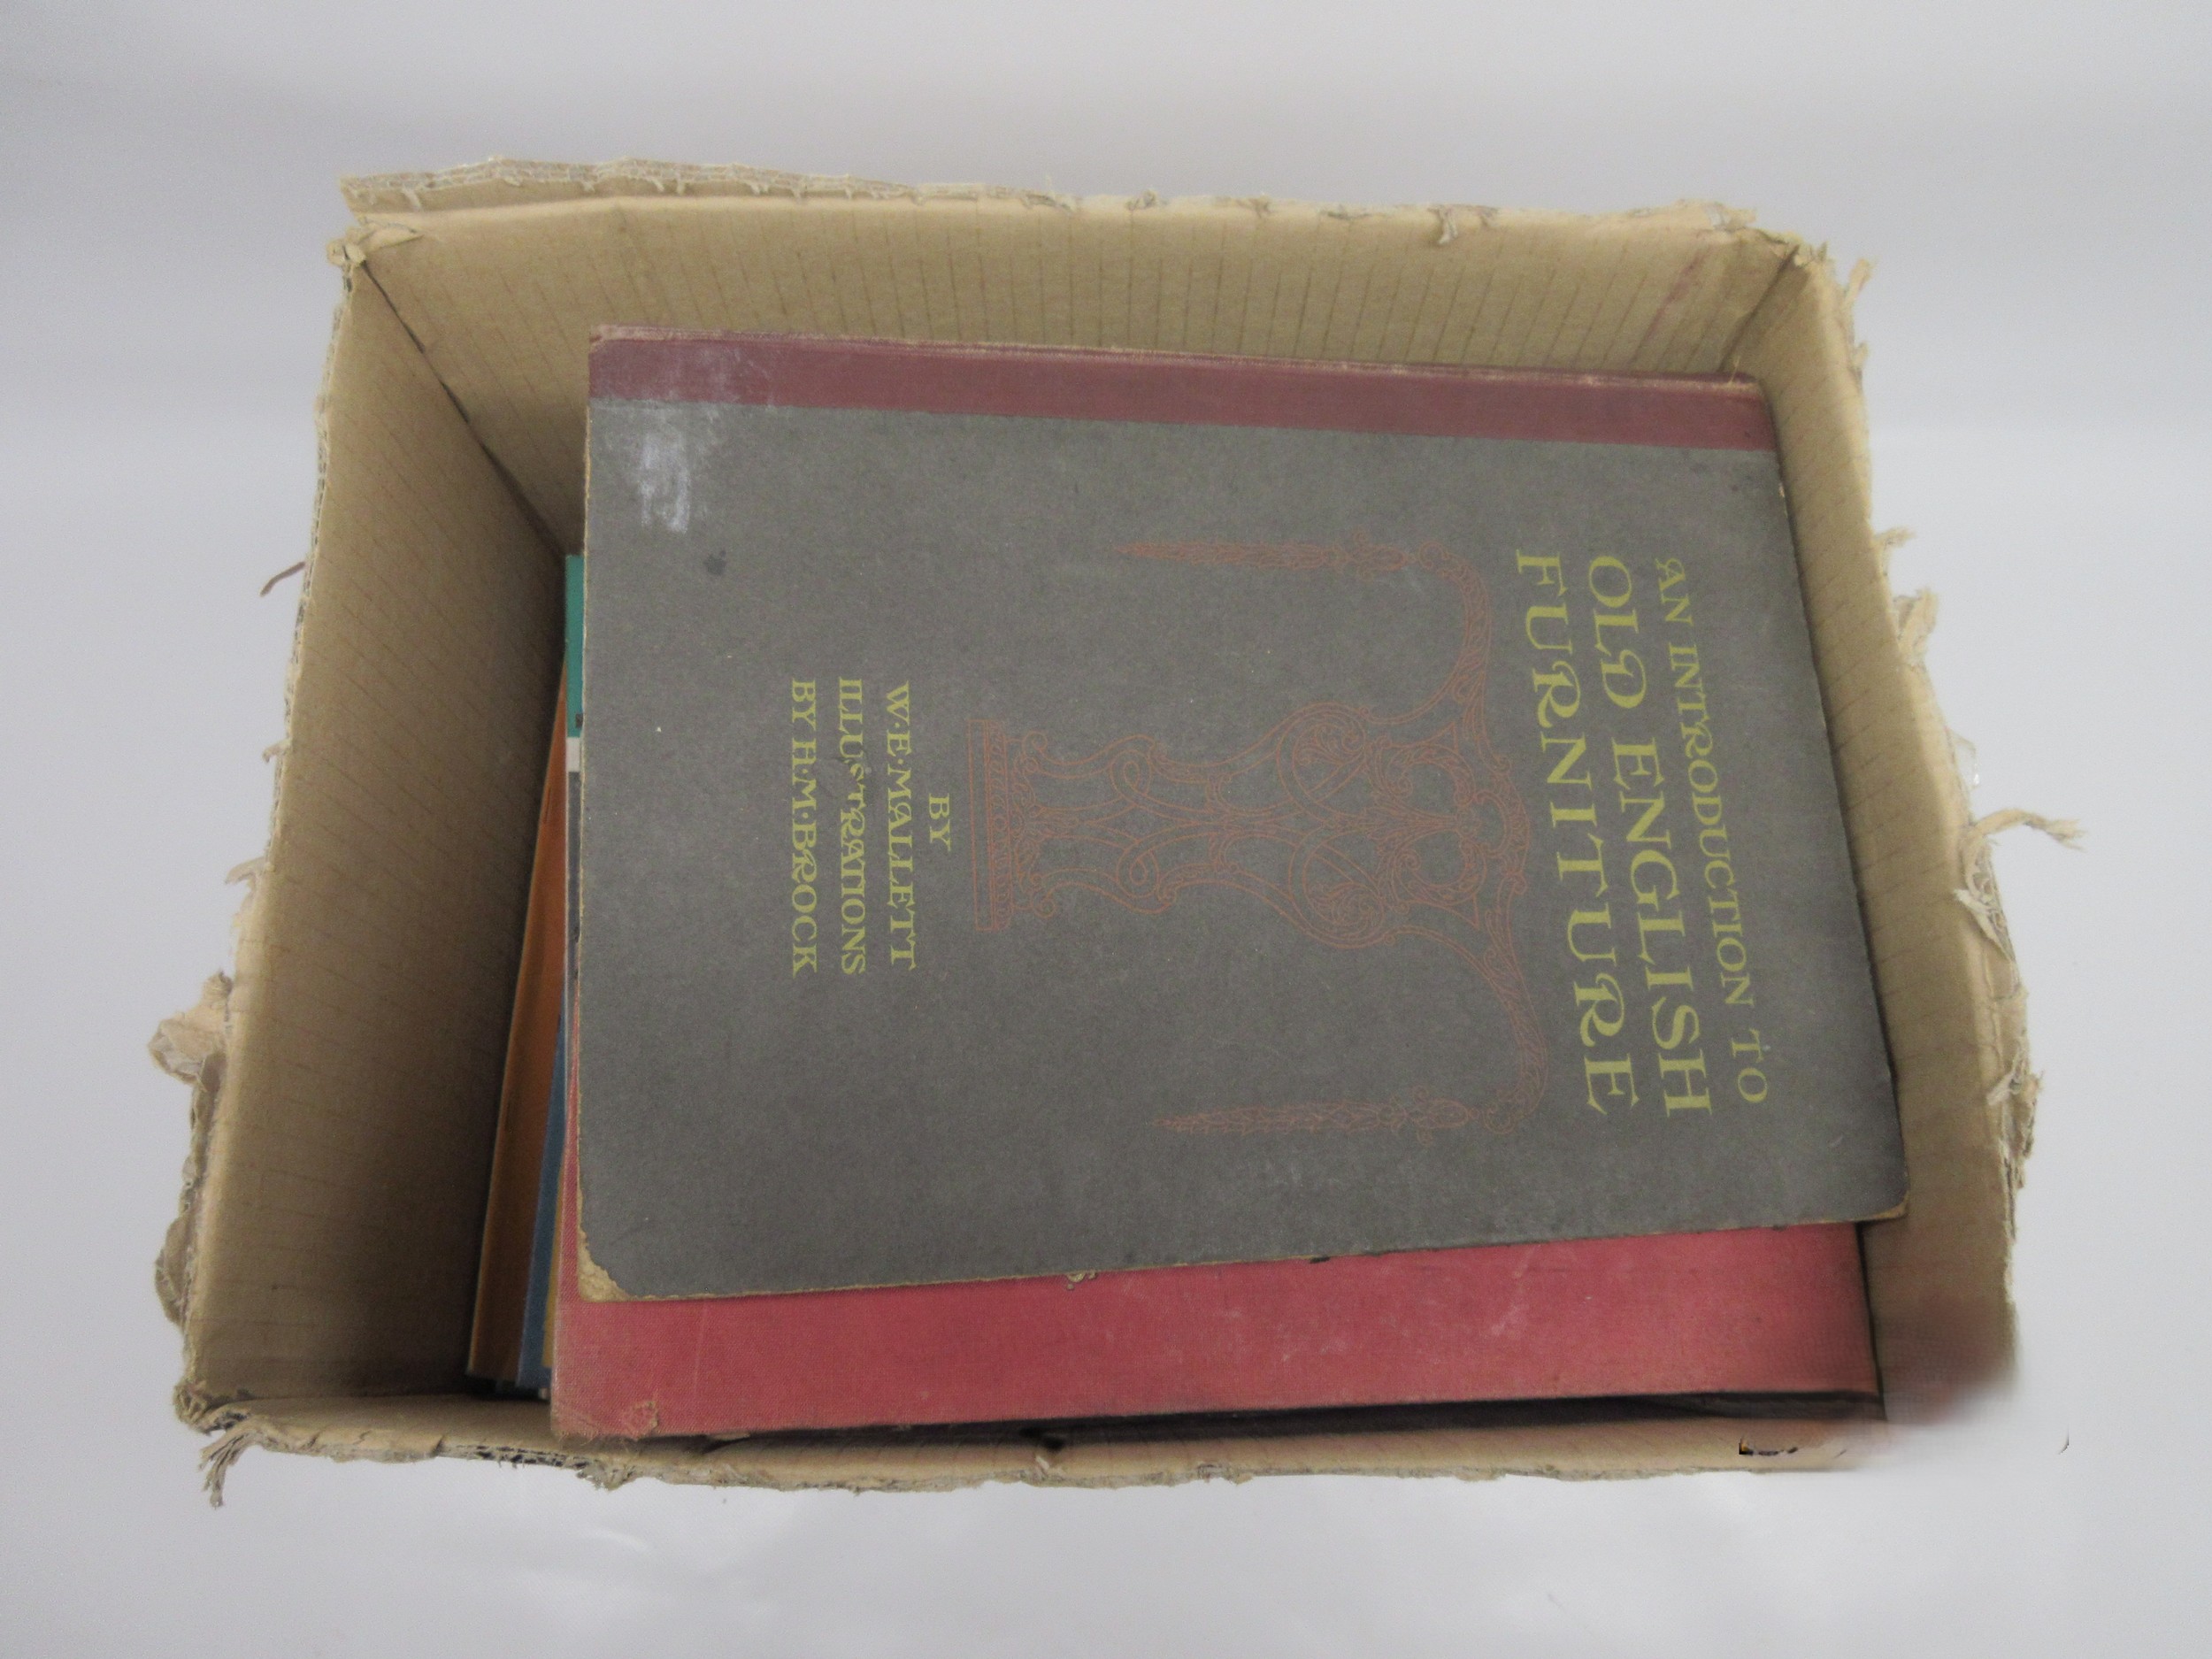 AN INTRODUCTION TO
OLD ENGLISH
FURNITURE
BY
W·E·MALLETT
ILLUSTRATIONS
BY H·M·BROCK